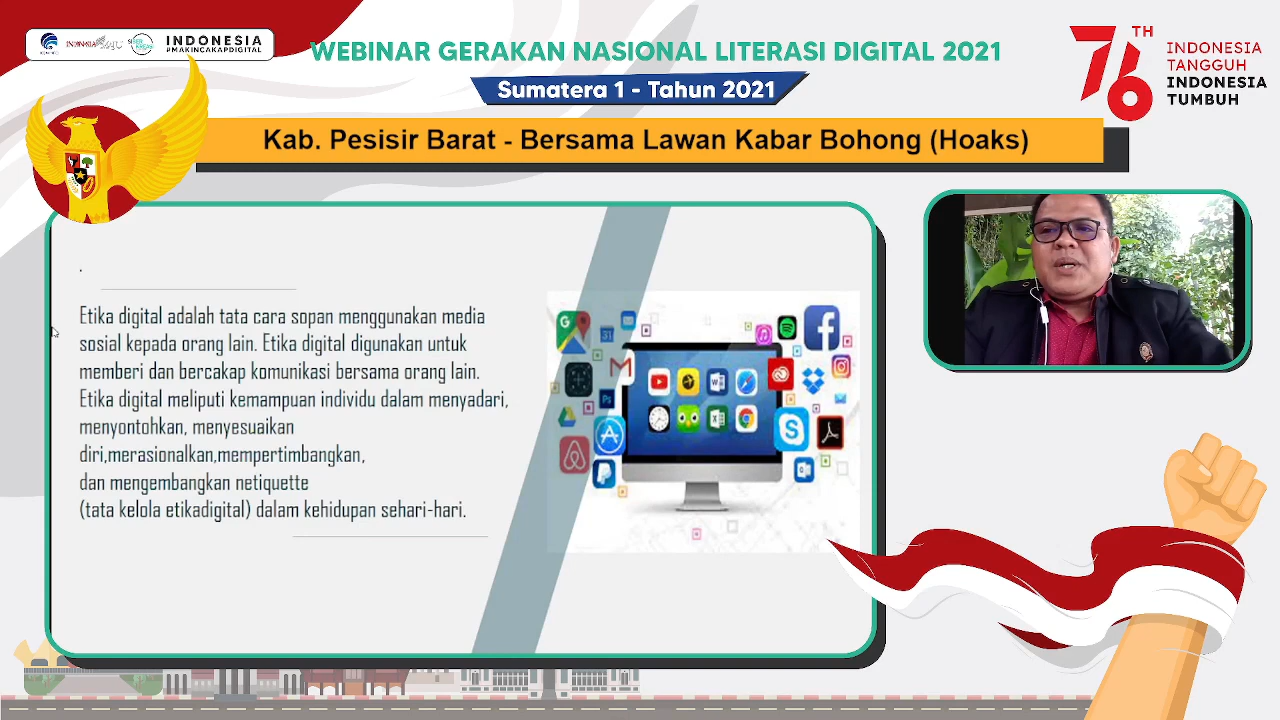 INDONESIA
#MAKINCAKAPDIGITAL
WEBINAR GERAKAN NASIONAL LITERASI DIGITAL 2021
Sumatera 1 - Tahun 2021
Kab. Pesisir Barat - Bersama Lawan Kabar Bohong (Hoaks)
76TH
INDONESIA
TANGGUH
INDONESIA
TUMBUH
.
Etika digital adalah tata cara sopan menggunakan media
sosial kepada orang lain. Etika digital digunakan untuk
memberi dan bercakap komunikasi bersama orang lain.
Etika digital meliputi kemampuan individu dalam menyadari,
menyontohkan, menyesuaikan
diri,merasionalkan,mempertimbangkan,
dan mengembangkan netiquette
(tata kelola etikadigital) dalam kehidupan sehari-hari.